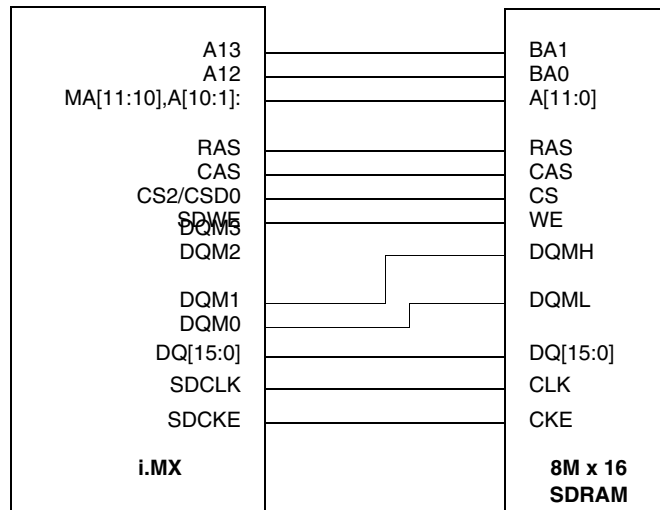 A13 BA1
A12 BA0
MA[11:10],A[10:1]: A[11:0]
RAS RAS
CAS CAS
CS2/CSD0 CS
SDWE WE
DQM3
DQM2 DQMH
DQM1 DQML
DQM0
DQ[15:0] DQ[15:0]
SDCLK CLK
SDCKE CKE
i.MX 8M x 16
SDRAM